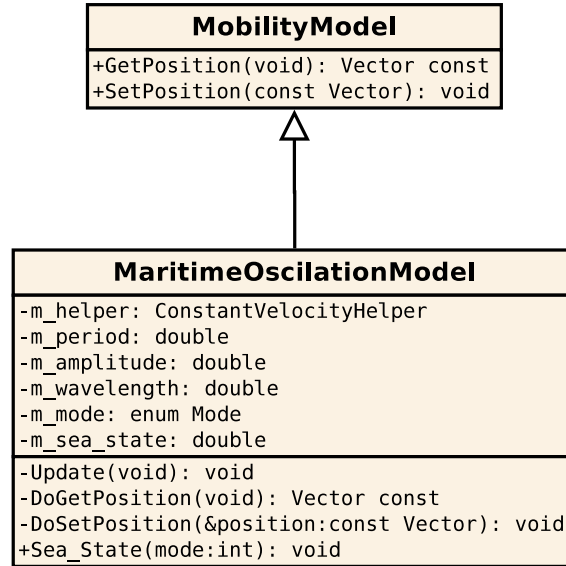 MobilityModel
+GetPosition(void): Vector const
+SetPosition(const Vector): void
MaritimeOscilationModel
-m_helper: ConstantVelocityHelper
-m_period: double
-m_amplitude: double
-m_wavelength: double
-m_mode: enum Mode
-m_sea_state: double
-Update(void): void
-DoGetPosition(void): Vector const
-DoSetPosition(&position:const Vector): void
+Sea_State(mode:int): void